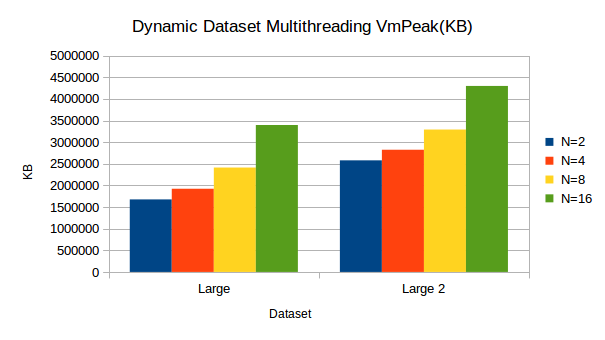 Dynamic Dataset Multithreading VmPeak(KB)
5000000
4500000
4000000
3500000
3000000
2500000
2000000
1500000
1000000
500000
0
KB
Large
Large 2
Dataset
N=2
N=4
N=8
N=16